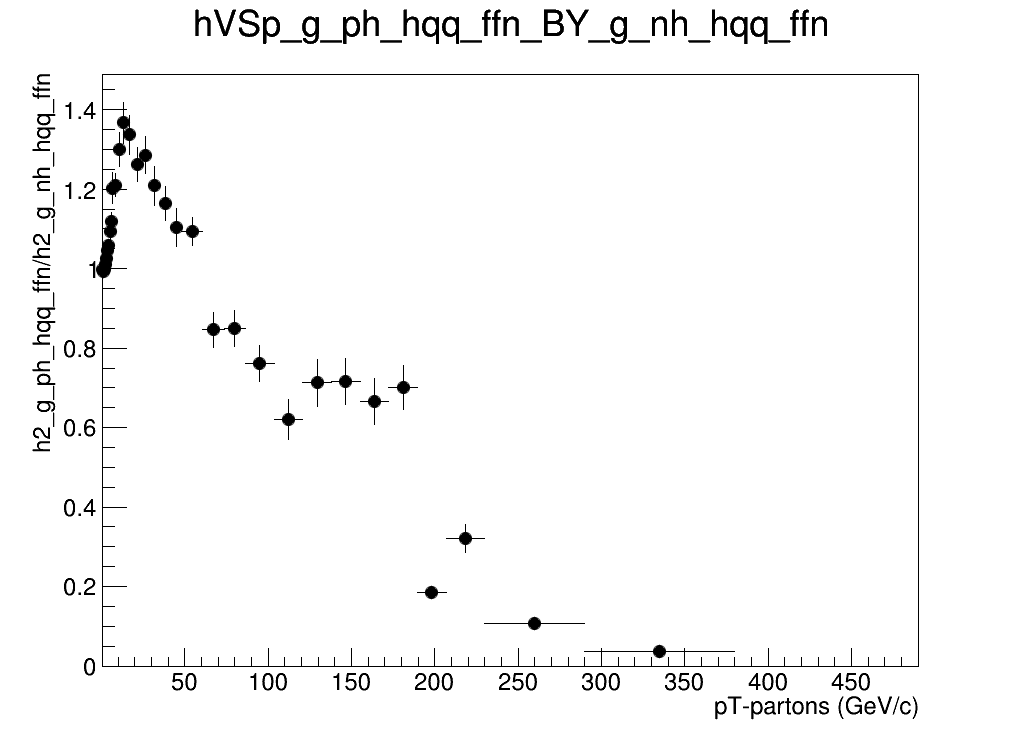 hVSp_g_ph_hqq_ffn_BY_g_nh_hqq_ffn
h2_g_ph_hqq_ffn/h2_g_nh_hqq_ffn
1.4
1.2
1
0.8
0.6
0.4
0.2
0
50 100 150 200 250 300 350 400 450
pT-partons (GeV/c)